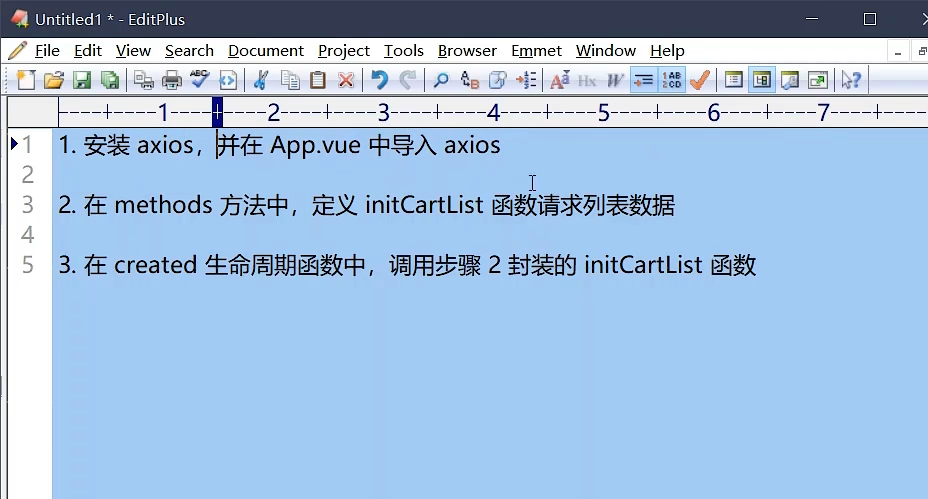 Untitled1 * - EditPlus
File Edit View Search Document Project Tools Browser Emmet Window Help
----+----1----+----2----+----3----+----4----+----5----+----6----+----7----+----
1 1. 安装 axios，并在 App.vue 中导入 axios
2
3 2. 在 methods 方法中，定义 initCartList 函数请求列表数据
4
5 3. 在 created 生命周期函数中，调用步骤 2 封装的 initCartList 函数